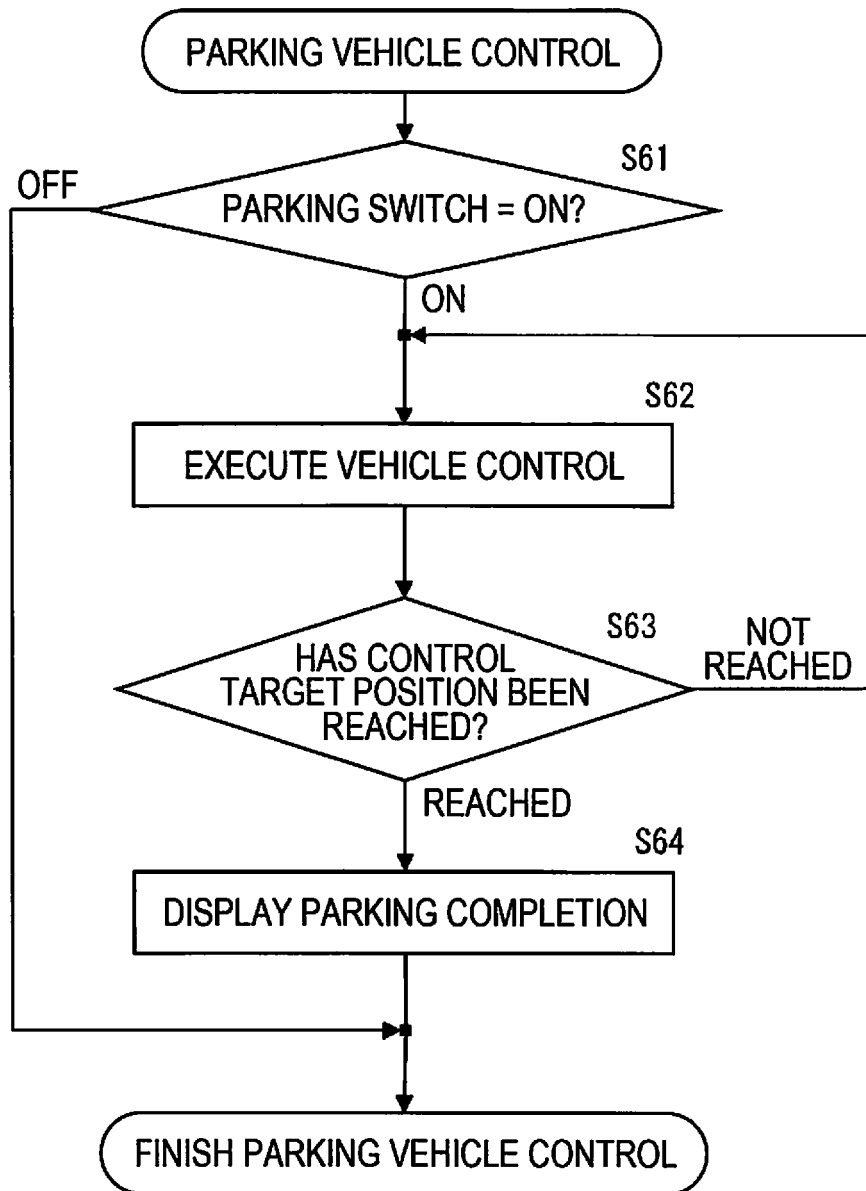 PARKING VEHICLE CONTROL
S61
OFF
PARKING SWITCH = ON?
ON
S62
EXECUTE VEHICLE CONTROL
S63
NOT
REACHED
HAS CONTROL
TARGET POSITION BEEN
REACHED?
REACHED
S64
DISPLAY PARKING COMPLETION
FINISH PARKING VEHICLE CONTROL